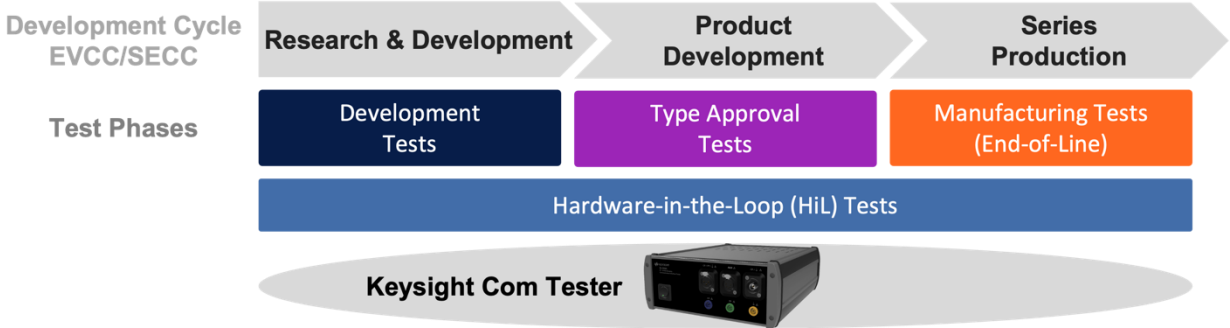 Development Cycle
EVCC/SECC
Research & Development
Product
Development
Series
Production
Test Phases
Development
Tests
Type Approval
Tests
Manufacturing Tests
(End-of-Line)
Hardware-in-the-Loop (HiL) Tests
Keysight Com Tester